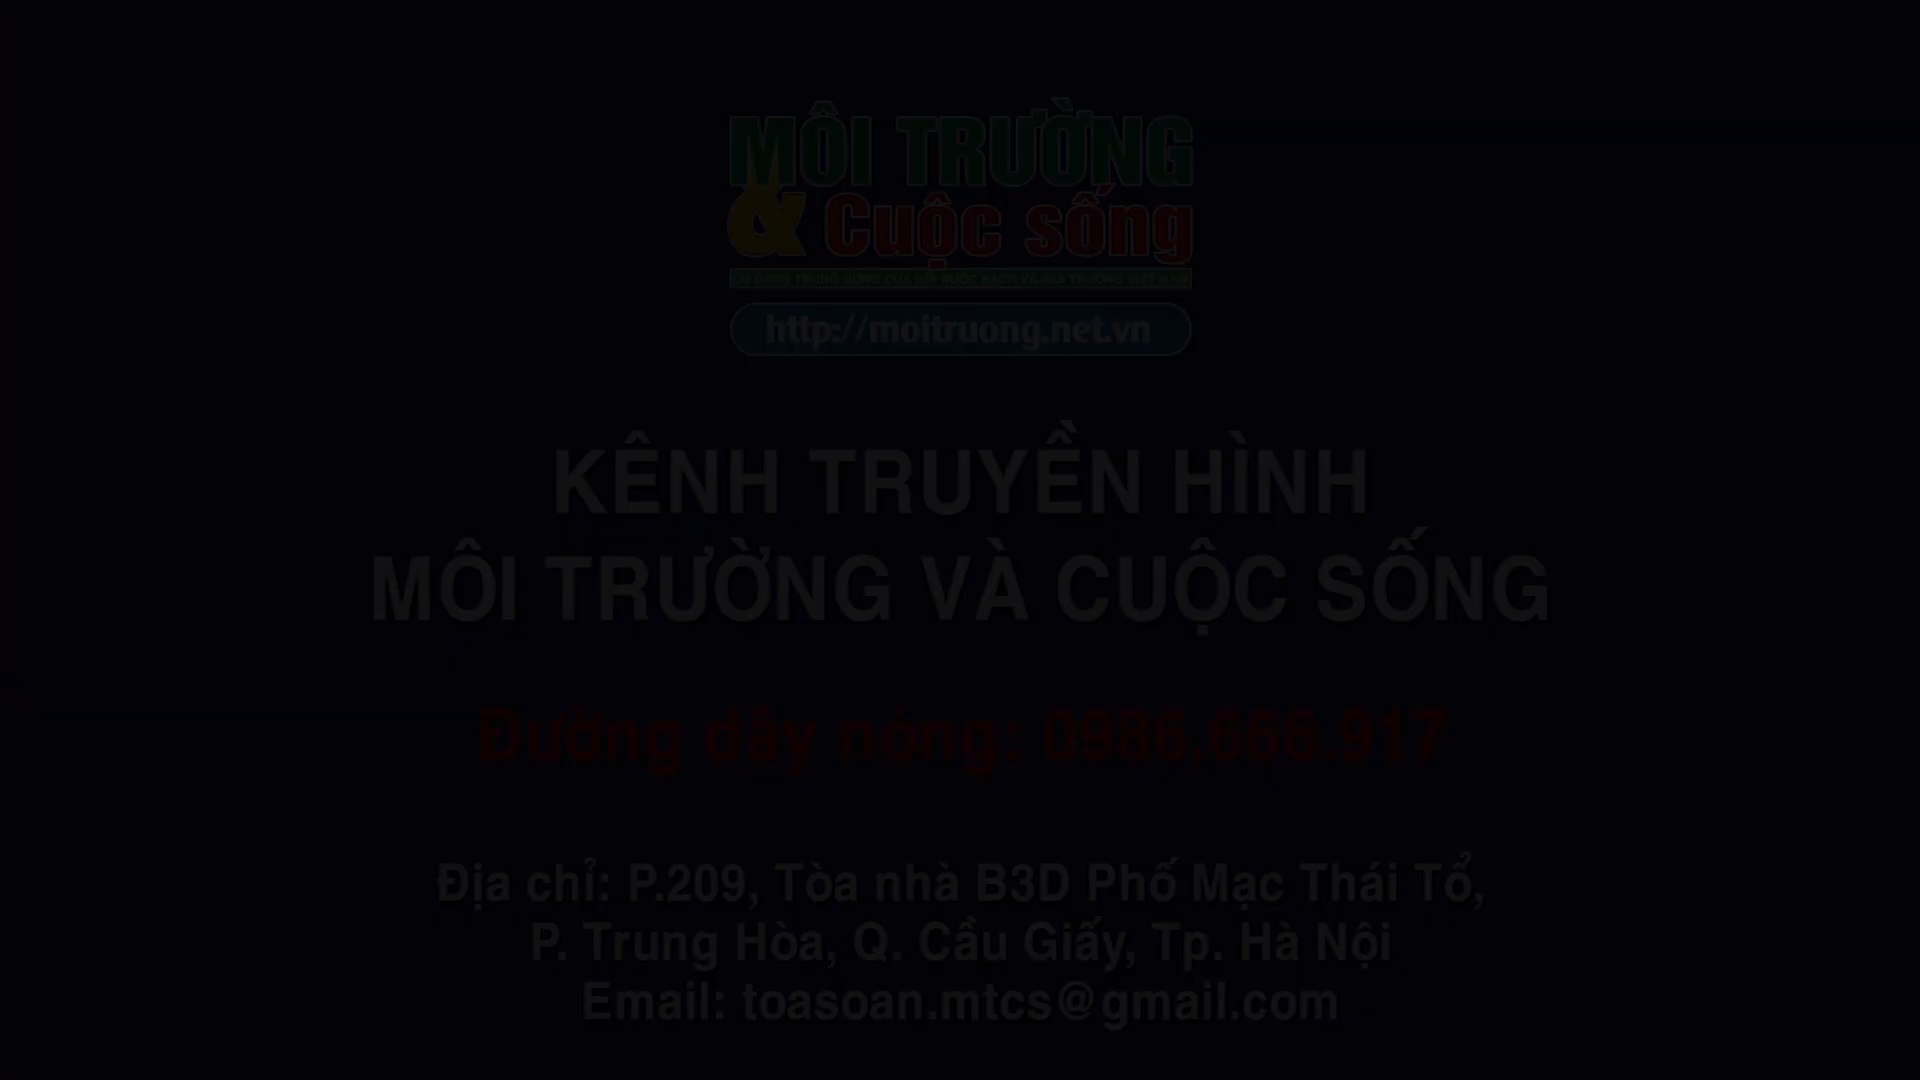 MÔI TRƯỜNG
& Cuộc sống
http://moitruong.net.vn
KÊNH TRUYỀN HÌNH
MÔI TRƯỜNG VÀ CUỘC SỐNG
Đường dây nóng: 0986.666.917
Địa chỉ: P.209, Tòa nhà B3D Phố Mạc Thái Tổ,
P. Trung Hòa, Q. Cầu Giấy, Tp. Hà Nội
Email: toasoan.mtcs@gmail.com